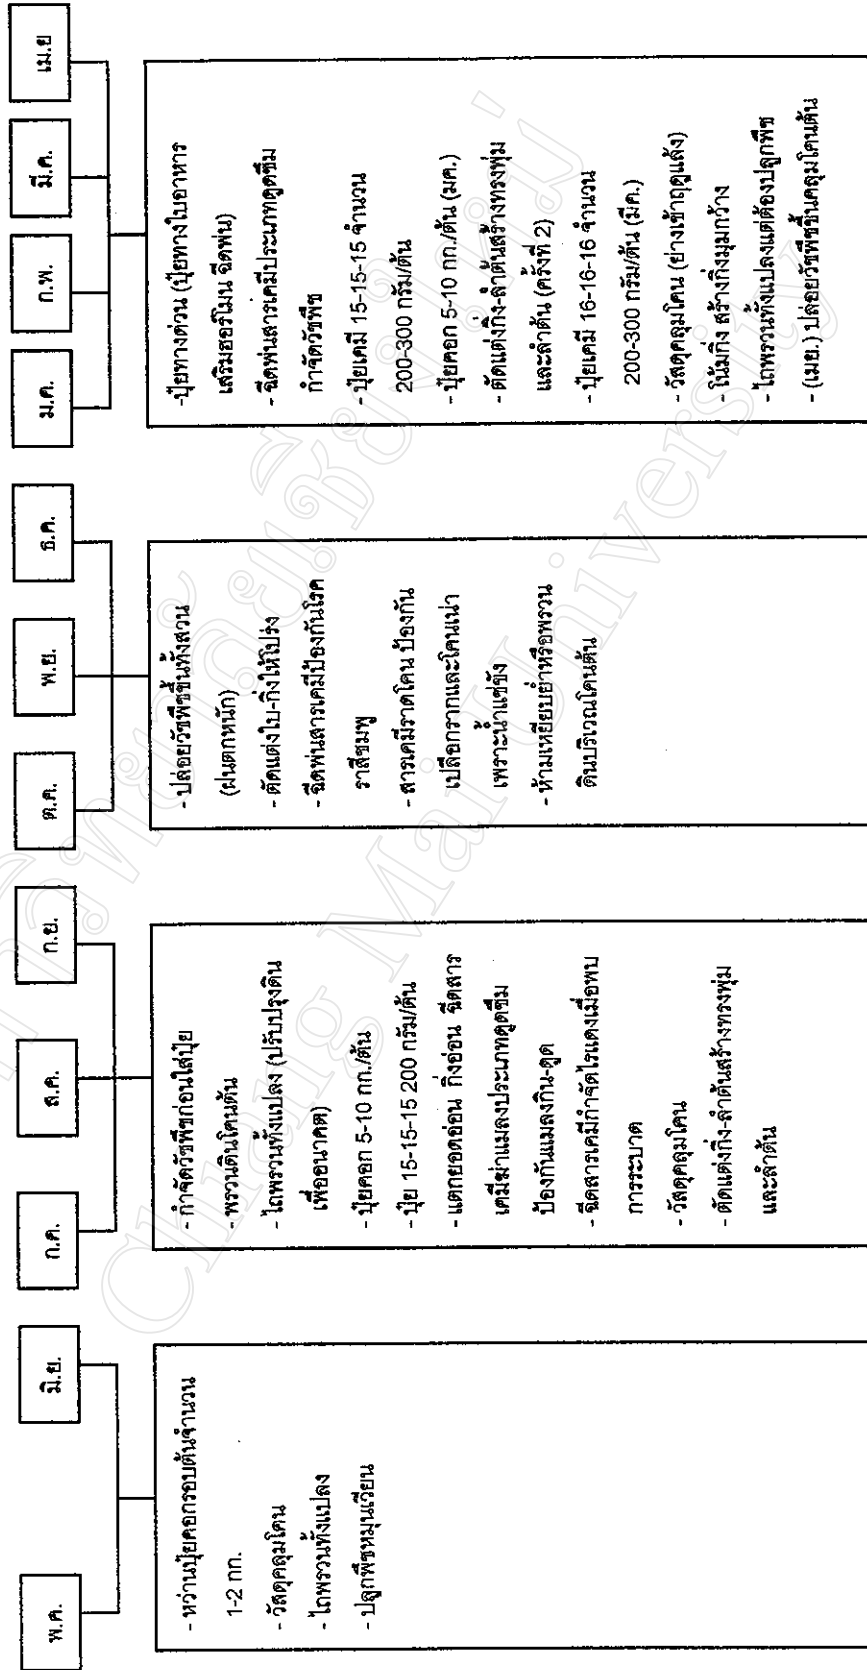 พ.ค.
มิ.ย.
- หว่านปุ๋ยคอกรอบต้นจำนวน
1-2 กก.
- วัสดุคลุมโคน
- ไถพรวนทั้งแปลง
- ปลูกพืชหมุนเวียน
ก.ค.
ส.ค.
ก.ย.
- กำจัดวัชพืชก่อนใส่ปุ๋ย
- พรวนดินโคนต้น
- ไถพรวนทั้งแปลง (ปรับปรุงดิน
เพื่ออนาคต)
- ปุ๋ยคอก 5-10 กก./ต้น
- ปุ๋ย 15-15-15 200 กรัม/ต้น
- แตกยอดอ่อน กิ่งอ่อน ฉีดสาร
เคมีฆ่าแมลงประเภทดูดซึม
ป้องกันแมลงกิน-ดูด
- ฉีดสารเคมีกำจัดไรแดงเมื่อพบ
การระบาด
- วัสดุคลุมโคน
- ตัดแต่งกิ่ง-ลำต้นสร้างทรงพุ่ม
และลำต้น
ต.ค.
พ.ย.
ธ.ค.
- ปล่อยวัชพืชขึ้นทั้งสวน
(ฝนตกหนัก)
- ตัดแต่งใบ-กิ่งให้โปร่ง
- ฉีดพ่นสารเคมีป้องกันโรค
ราสีชมพู
- สารเคมีราดโคน ป้องกัน
เปลือกรากและโคนเน่า
เพราะน้ำแช่ขัง
- ห้ามเหยียบย่ำหรือพรวน
ดินบริเวณโคนต้น
ม.ค.
ก.พ.
มี.ค.
เม.ย
-ปุ๋ยทางด่วน (ปุ๋ยทางใบอาหาร
เสริมฮอร์โมน ฉีดพ่น)
- ฉีดพ่นสารเคมีประเภทดูดซึม
กำจัดวัชพืช
- ปุ๋ยเคมี 15-15-15 จำนวน
200-300 กรัม/ต้น
- ปุ๋ยคอก 5-10 กก./ต้น (มค.)
- ตัดแต่งกิ่ง-ลำต้นสร้างทรงพุ่ม
และลำต้น (ครั้งที่ 2)
- ปุ๋ยเคมี 16-16-16 จำนวน
200-300 กรัม/ต้น (มีค.)
- วัสดุคลุมโคน (ย่างเข้าฤดูแล้ง)
- โน้มกิ่ง สร้างกิ่งมุมกว้าง
- ไถพรวนทั้งแปลงแต่ต้องปลูกพืช
- (เมย.) ปล่อยวัชพืชขึ้นคลุมโคนต้น
Chiang Mai University